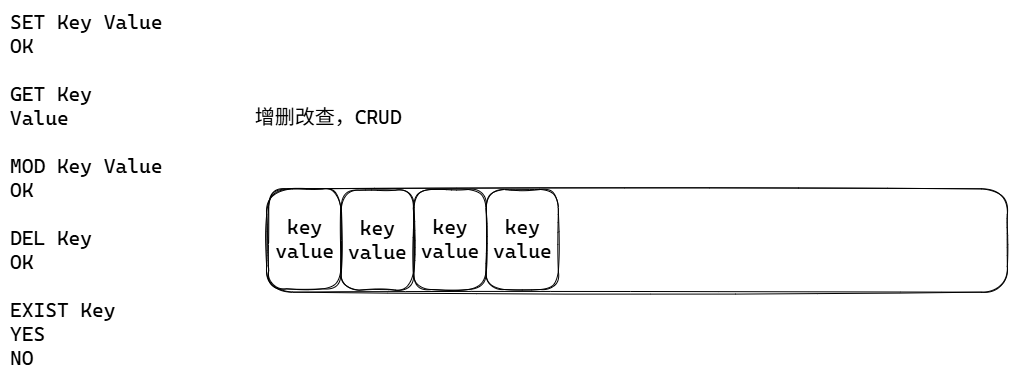 SET Key Value
OK
GET Key
Value
MOD Key Value
OK
DEL Key
OK
EXIST Key
YES
NO
增删改查，CRUD
key
value
key
value
key
value
key
value